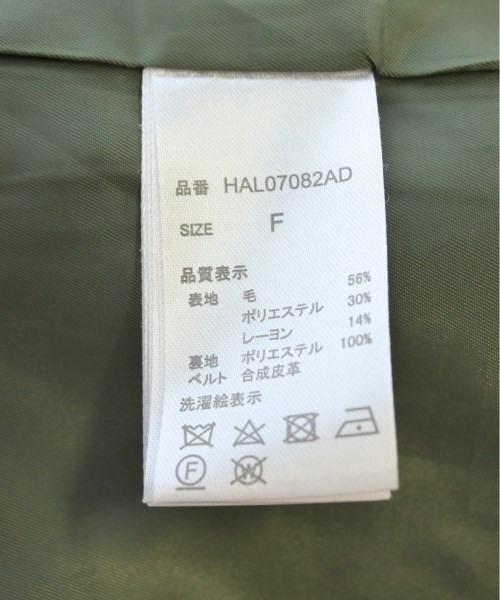 品番 HAL07082AD
SIZE F
品質表示
表地 毛 56%
ポリエステル 30%
レーヨン 14%
裏地 ポリエステル 100%
ベルト 合成皮革
洗濯絵表示
F W